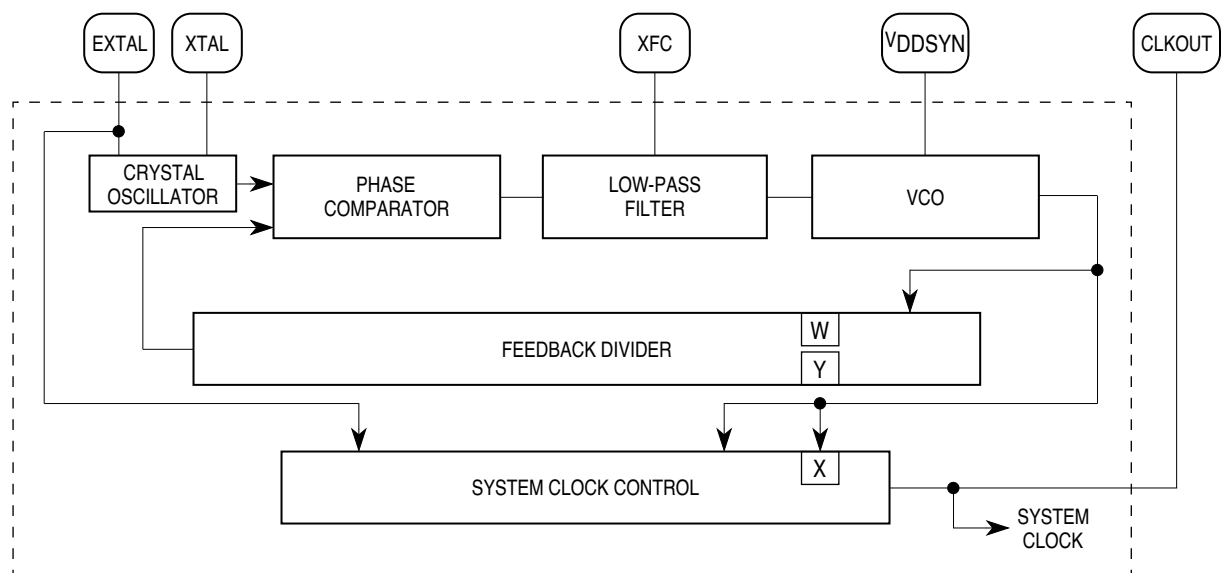 EXTAL
XTAL
XFC
VDDSYN
CLKOUT
CRYSTAL
OSCILLATOR
PHASE
COMPARATOR
LOW-PASS
FILTER
VCO
W
FEEDBACK DIVIDER
Y
X
SYSTEM CLOCK CONTROL
SYSTEM
CLOCK